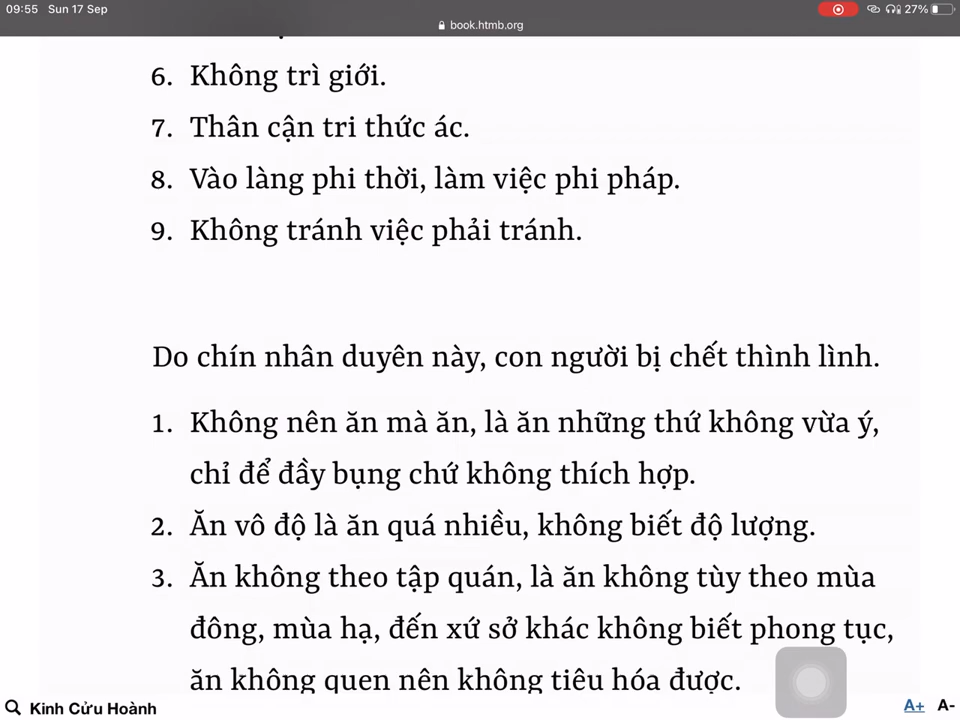 09:55 Sun 17 Sep
27%
book.htmb.org
6. Không trì giới.
7. Thân cận tri thức ác.
8. Vào làng phi thời, làm việc phi pháp.
9. Không tránh việc phải tránh.
Do chín nhân duyên này, con người bị chết thình lình.
1. Không nên ăn mà ăn, là ăn những thứ không vừa ý,
chỉ để đầy bụng chứ không thích hợp.
2. Ăn vô độ là ăn quá nhiều, không biết độ lượng.
3. Ăn không theo tập quán, là ăn không tùy theo mùa
đông, mùa hạ, đến xứ sở khác không biết phong tục,
ăn không quen nên không tiêu hóa được.
Kinh Cửu Hoành
A+ A-